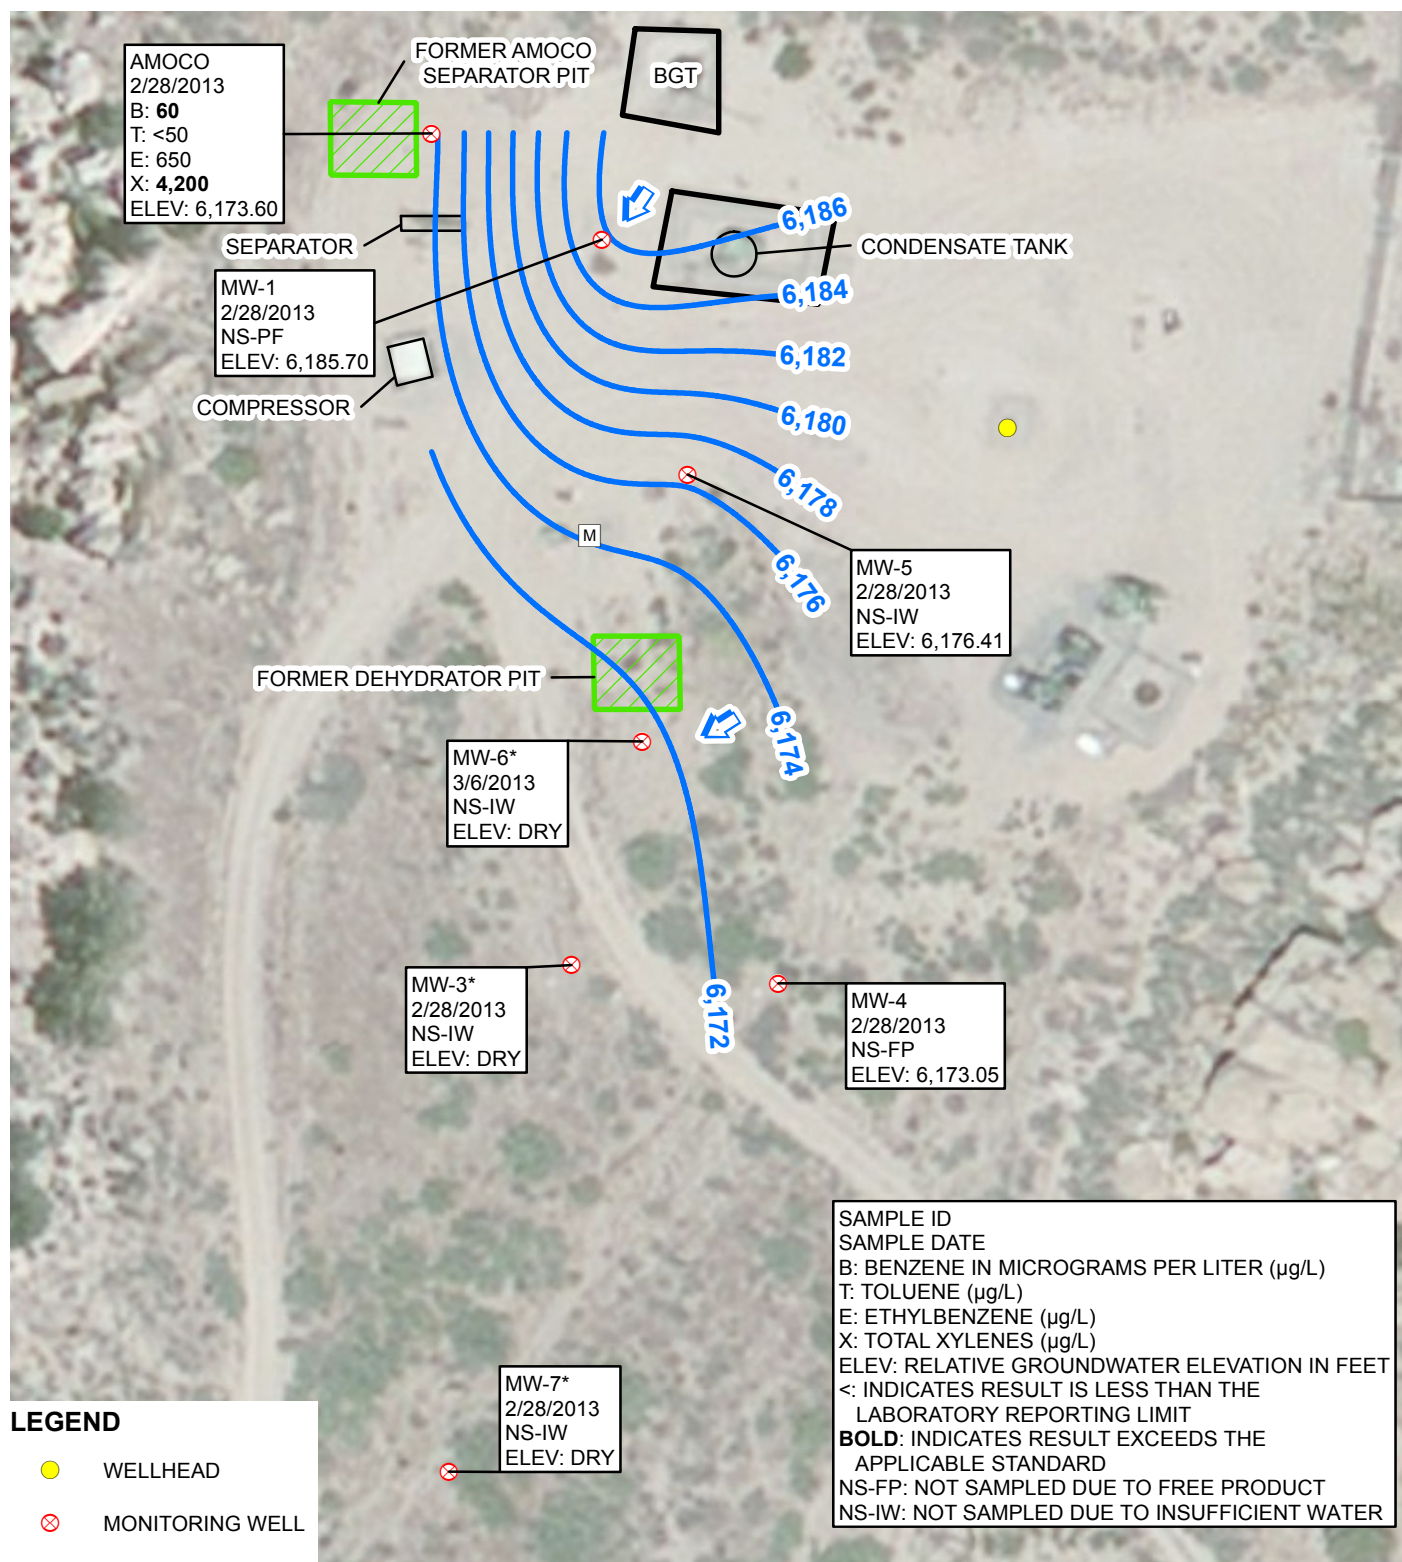 AMOCO
2/28/2013
B: 60
T: <50
E: 650
X: 4,200
ELEV: 6,173.60
FORMER AMOCO
SEPARATOR PIT
BGT
SEPARATOR
6,186
CONDENSATE TANK
6,184
MW-1
2/28/2013
NS-PF
ELEV: 6,185.70
6,182
COMPRESSOR
6,180
6,178
M
6,176
MW-5
2/28/2013
NS-IW
ELEV: 6,176.41
FORMER DEHYDRATOR PIT
6,174
MW-6*
3/6/2013
NS-IW
ELEV: DRY
MW-3*
2/28/2013
NS-IW
ELEV: DRY
6,172
MW-4
2/28/2013
NS-FP
ELEV: 6,173.05
SAMPLE ID
SAMPLE DATE
B: BENZENE IN MICROGRAMS PER LITER (µg/L)
T: TOLUENE (µg/L)
E: ETHYLBENZENE (µg/L)
X: TOTAL XYLENES (µg/L)
ELEV: RELATIVE GROUNDWATER ELEVATION IN FEET
<: INDICATES RESULT IS LESS THAN THE
LABORATORY REPORTING LIMIT
BOLD: INDICATES RESULT EXCEEDS THE
APPLICABLE STANDARD
NS-FP: NOT SAMPLED DUE TO FREE PRODUCT
NS-IW: NOT SAMPLED DUE TO INSUFFICIENT WATER
MW-7*
2/28/2013
NS-IW
ELEV: DRY
LEGEND
WELLHEAD
MONITORING WELL